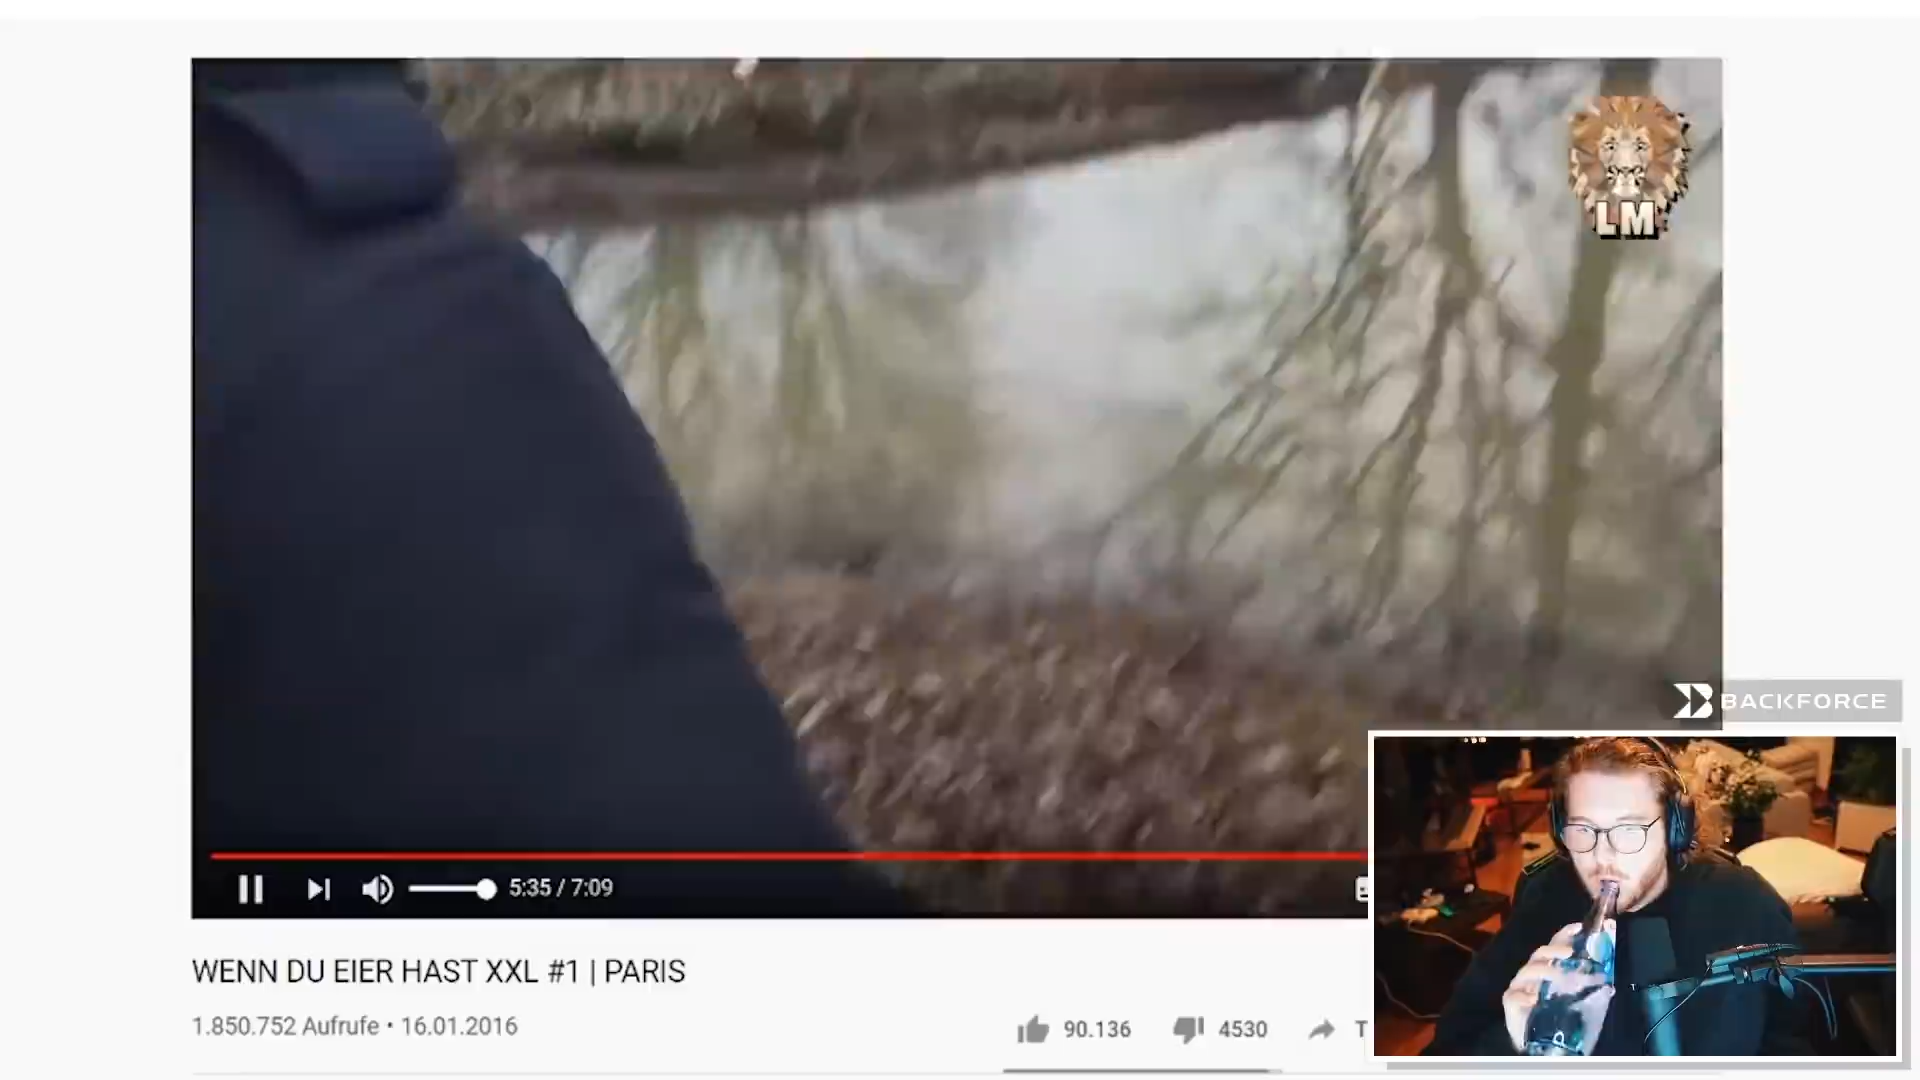 LM
BACKFORCE
5:35 / 7:09
WENN DU EIER HAST XXL #1 | PARIS
1.850.752 Aufrufe • 16.01.2016
90.136
4530
T